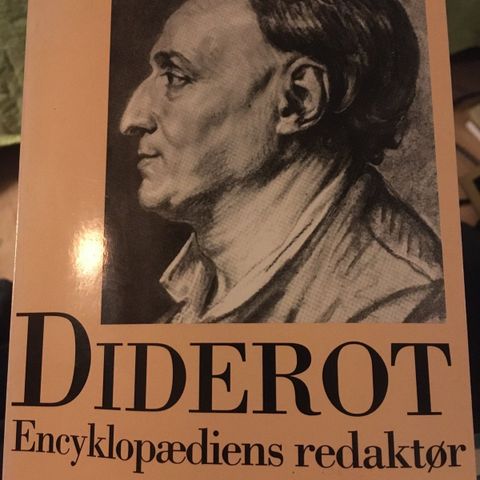 DIDEROT
Encyklopædiens redaktør